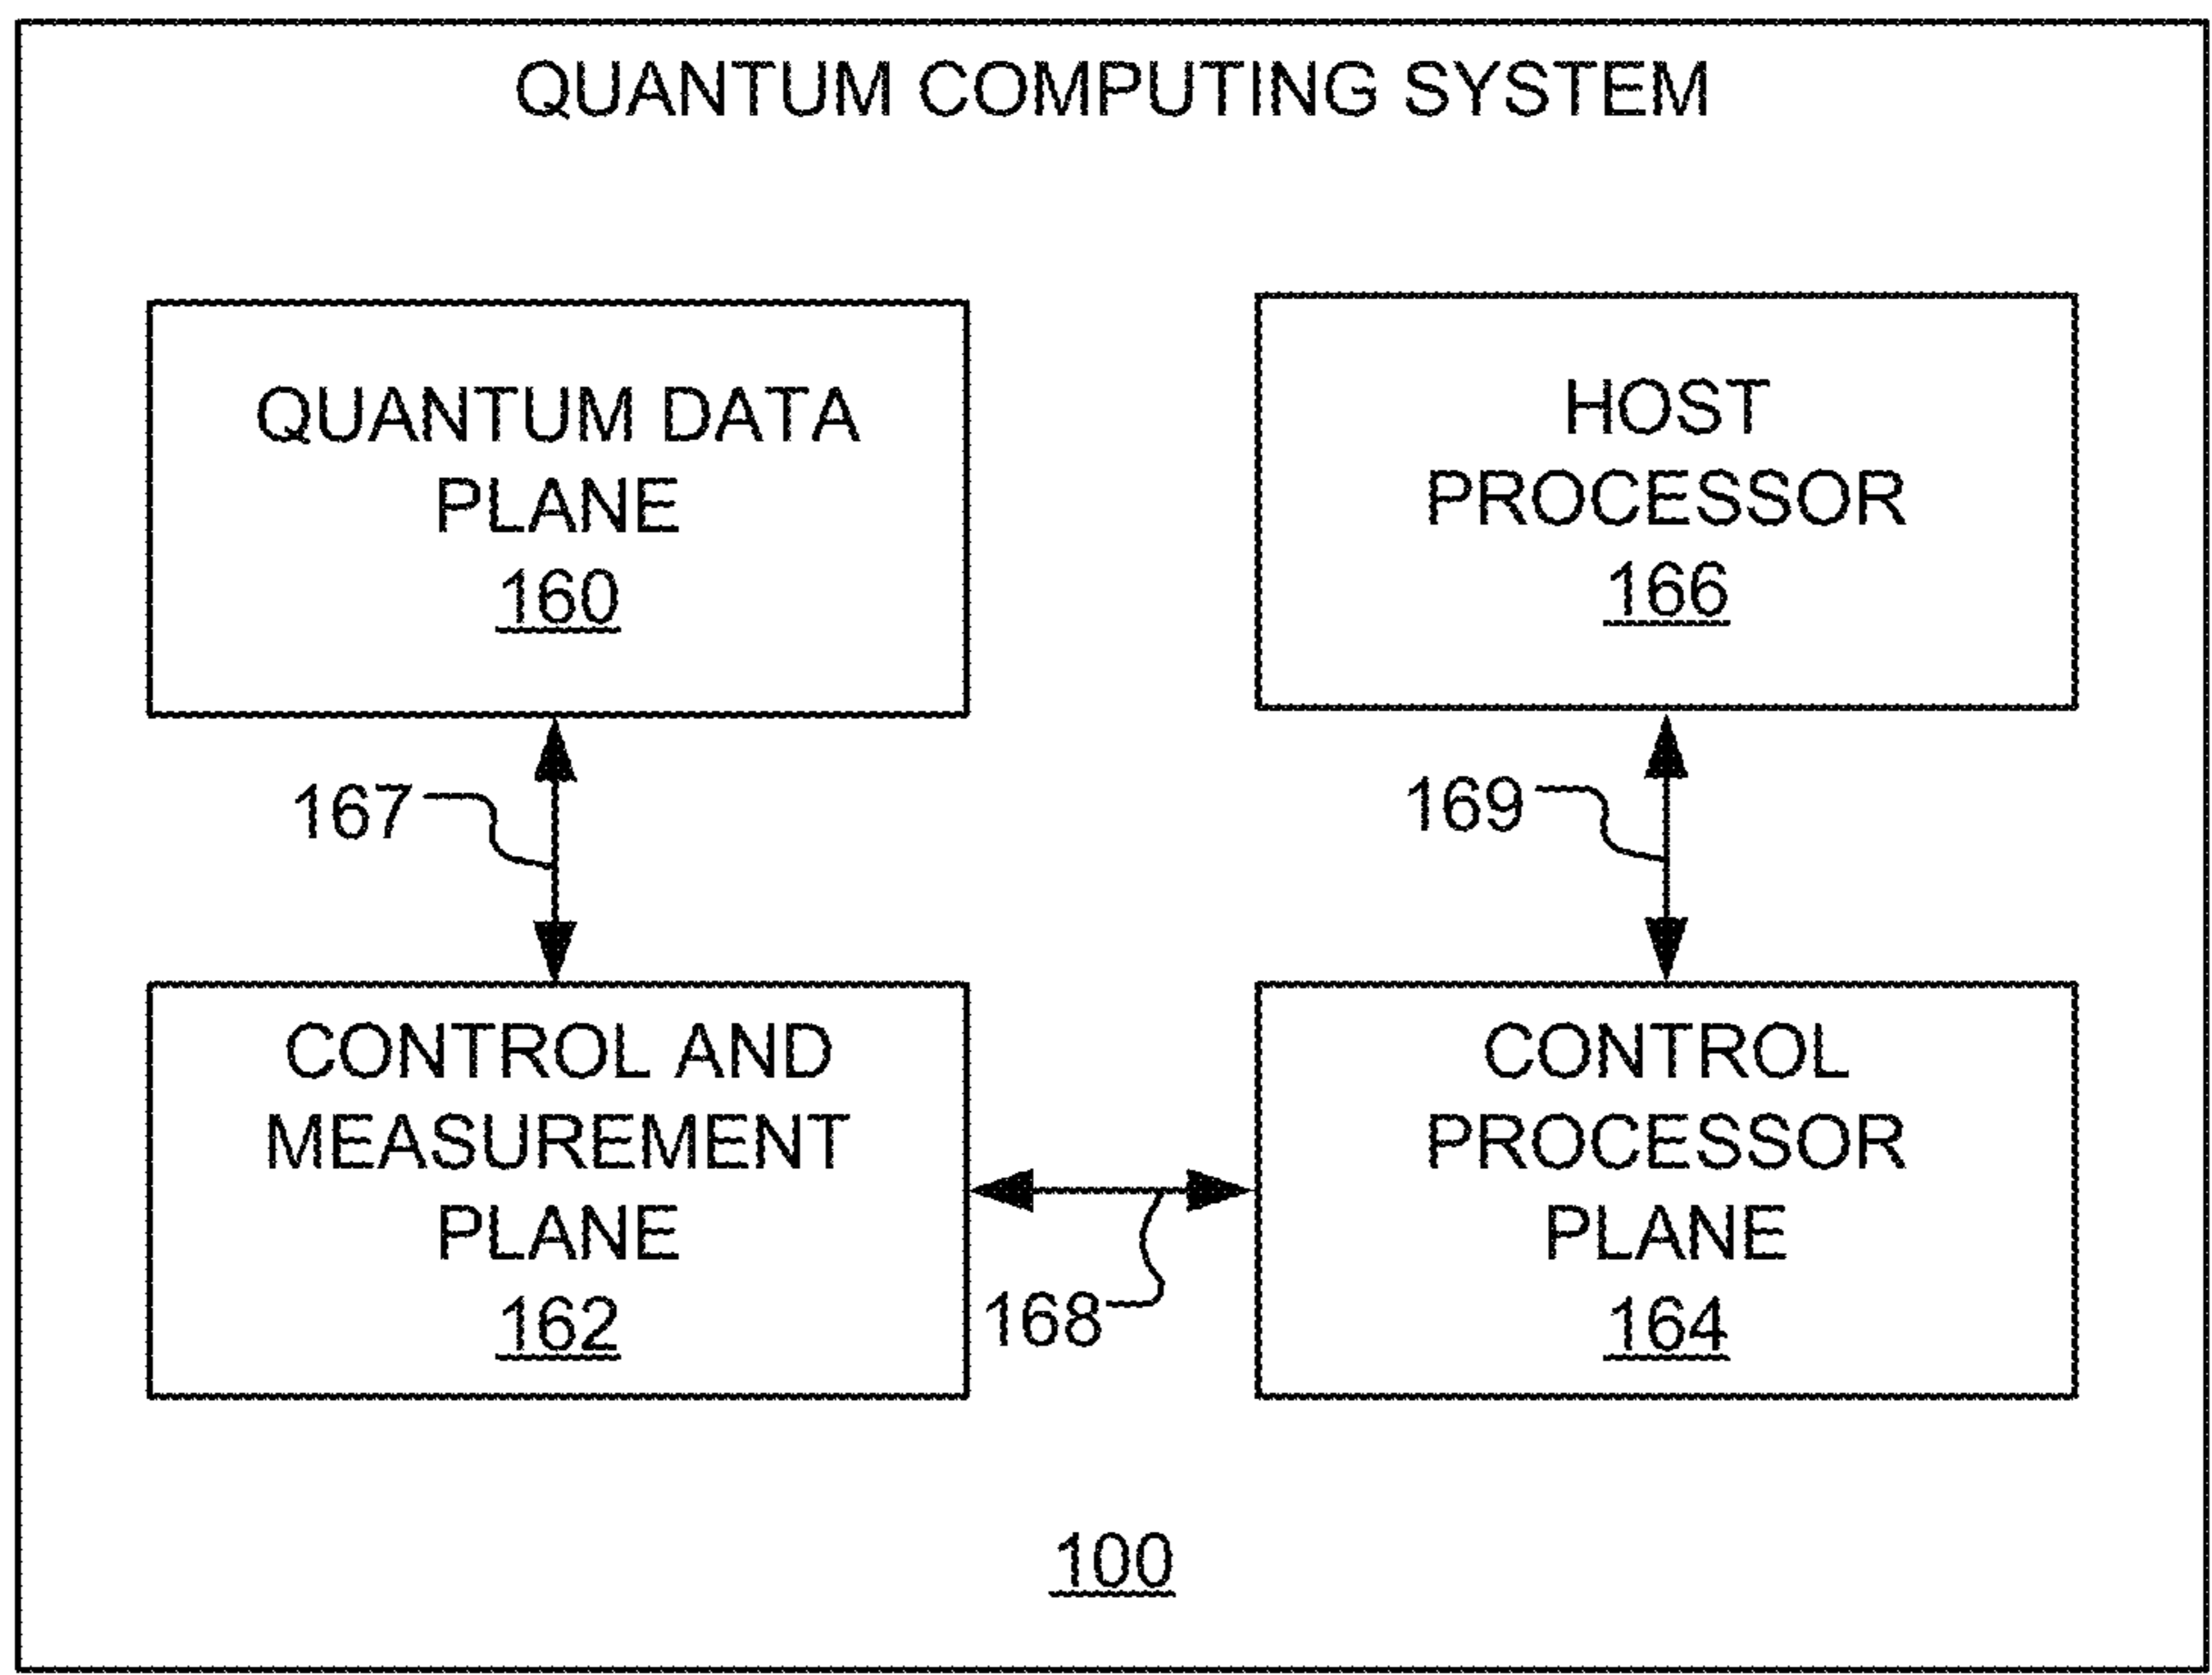 QUANTUM COMPUTING SYSTEM
QUANTUM DATA
PLANE
160
HOST
PROCESSOR
166
167
169
CONTROL AND
MEASUREMENT
PLANE
162
168
CONTROL
PROCESSOR
PLANE
164
100